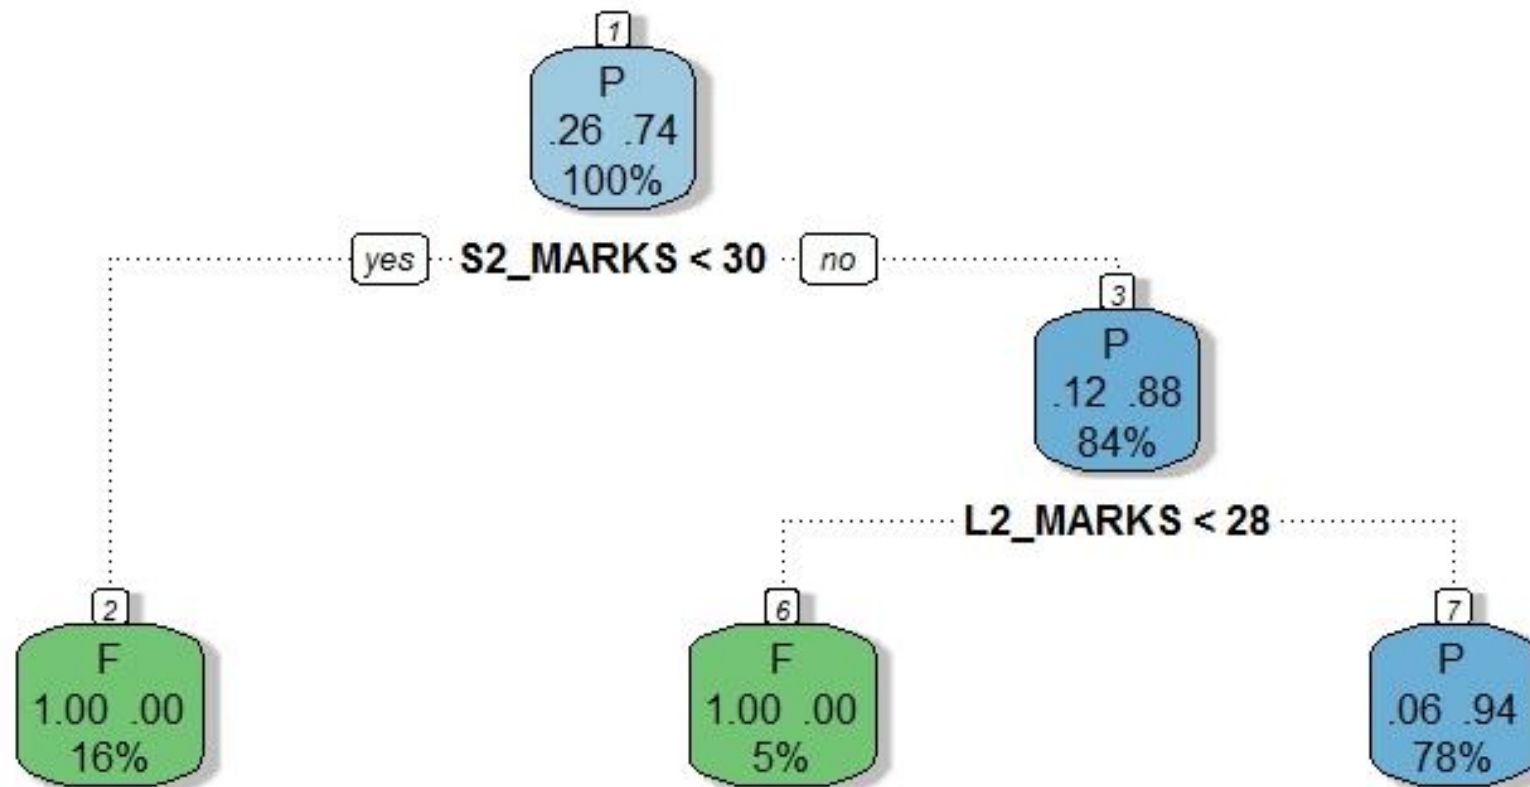 1
P
.26 .74
100%
yes S2_MARKS < 30 no
3
P
.12 .88
84%
L2_MARKS < 28
2
F
1.00 .00
16%
6
F
1.00 .00
5%
7
P
.06 .94
78%